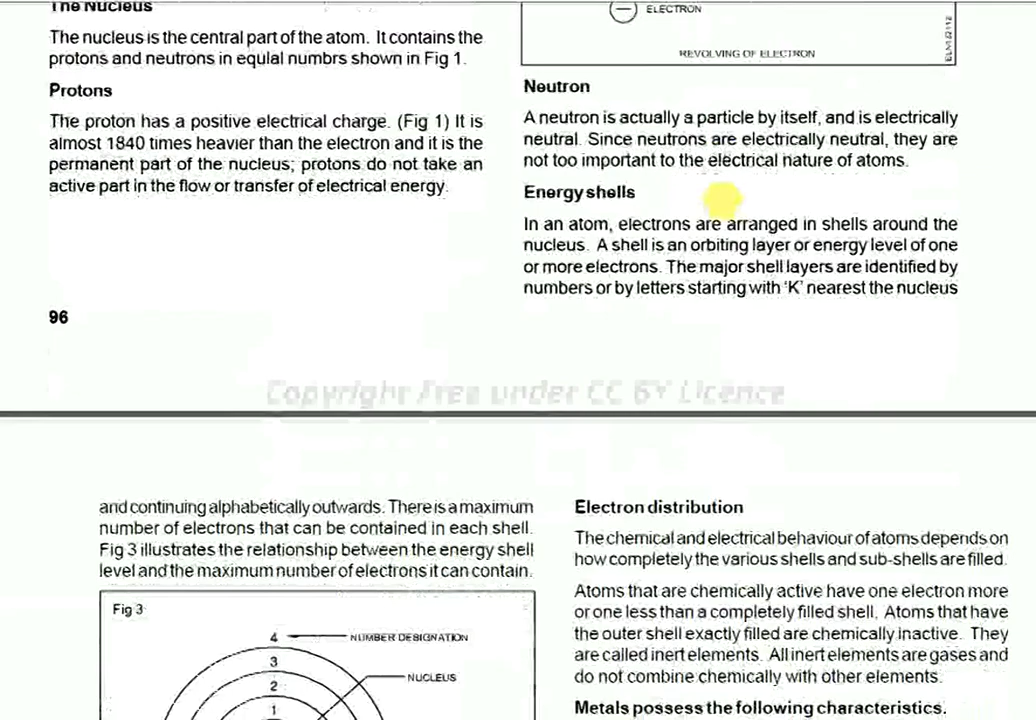 The Nucleus
The nucleus is the central part of the atom. It contains the
protons and neutrons in equlal numbrs shown in Fig 1.
Protons
The proton has a positive electrical charge. (Fig 1) It is
almost 1840 times heavier than the electron and it is the
permanent part of the nucleus; protons do not take an
active part in the flow or transfer of electrical energy.
96
ELECTRON
REVOLVING OF ELECTRON
Neutron
A neutron is actually a particle by itself, and is electrically
neutral. Since neutrons are electrically neutral, they are
not too important to the electrical nature of atoms.
Energy shells
In an atom, electrons are arranged in shells around the
nucleus. A shell is an orbiting layer or energy level of one
or more electrons. The major shell layers are identified by
numbers or by letters starting with 'K' nearest the nucleus
Copyright Free under CC BY Licence
and continuing alphabetically outwards. There is a maximum
number of electrons that can be contained in each shell.
Fig 3 illustrates the relationship between the energy shell
level and the maximum number of electrons it can contain.
Fig 3
4 NUMBER DESIGNATION
3
NUCLEUS
2
1
Electron distribution
The chemical and electrical behaviour of atoms depends on
how completely the various shells and sub-shells are filled.
Atoms that are chemically active have one electron more
or one less than a completely filled shell. Atoms that have
the outer shell exactly filled are chemically inactive. They
are called inert elements. All inert elements are gases and
do not combine chemically with other elements.
Metals possess the following characteristics.